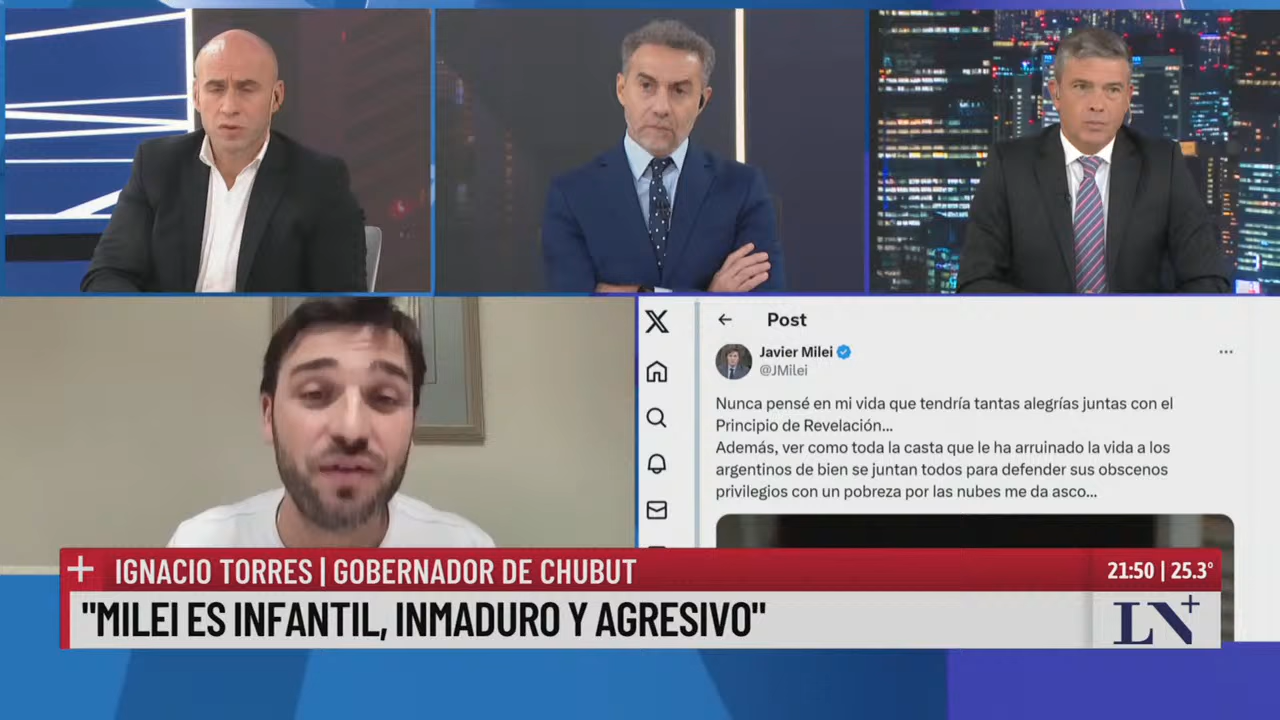 Post
Javier Milei
@JMilei
Nunca pensé en mi vida que tendría tantas alegrías juntas con el
Principio de Revelación...
Además, ver como toda la casta que le ha arruinado la vida a los
argentinos de bien se juntan todos para defender sus obscenos
privilegios con un pobreza por las nubes me da asco...
IGNACIO TORRES | GOBERNADOR DE CHUBUT
21:50 | 25.3°
"MILEI ES INFANTIL, INMADURO Y AGRESIVO"
LN+